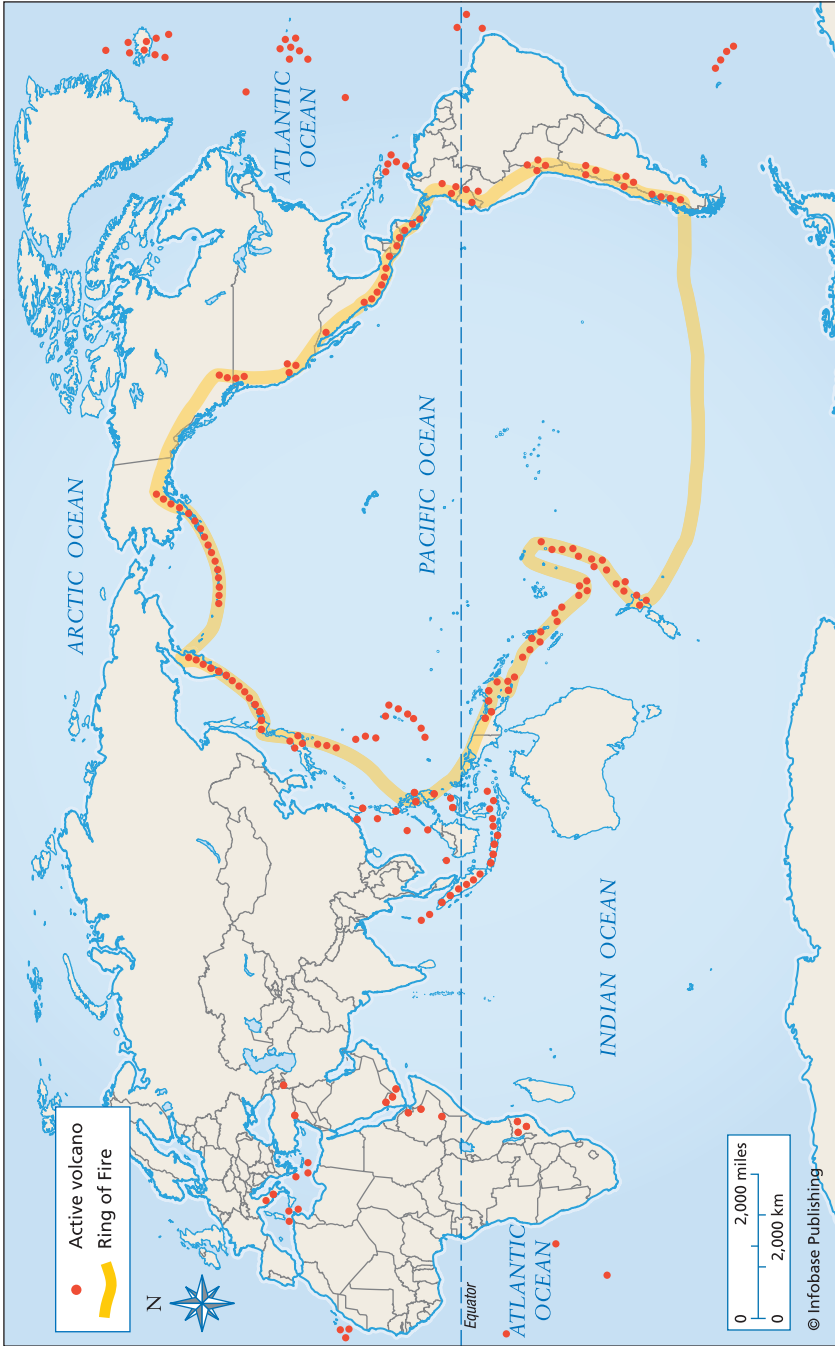 Active volcano
Ring of Fire
N
ARCTIC OCEAN
ATLANTIC
OCEAN
PACIFIC OCEAN
Equator
ATLANTIC
OCEAN
INDIAN OCEAN
0 2,000 miles
0 2,000 km
© Infobase Publishing